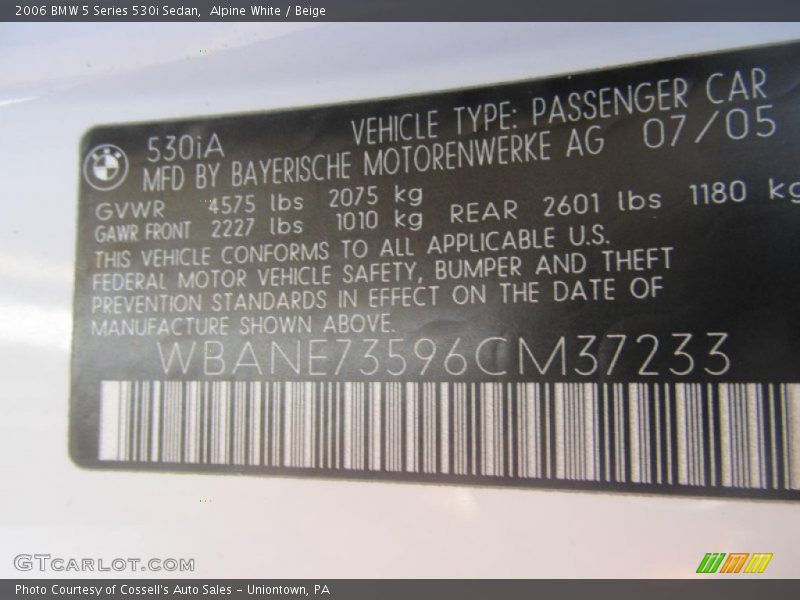 2006 BMW 5 Series 530i Sedan, Alpine White / Beige
530iA VEHICLE TYPE: PASSENGER CAR
MFD BY BAYERISCHE MOTORENWERKE AG 07/05
GVWR 4575 lbs 2075 kg
GAWR FRONT 2227 lbs 1010 kg REAR 2601 lbs 1180 kg
THIS VEHICLE CONFORMS TO ALL APPLICABLE U.S.
FEDERAL MOTOR VEHICLE SAFETY, BUMPER AND THEFT
PREVENTION STANDARDS IN EFFECT ON THE DATE OF
MANUFACTURE SHOWN ABOVE.
WBANE73596CM37233
GTCARLOT.COM
Photo Courtesy of Cossell's Auto Sales - Uniontown, PA